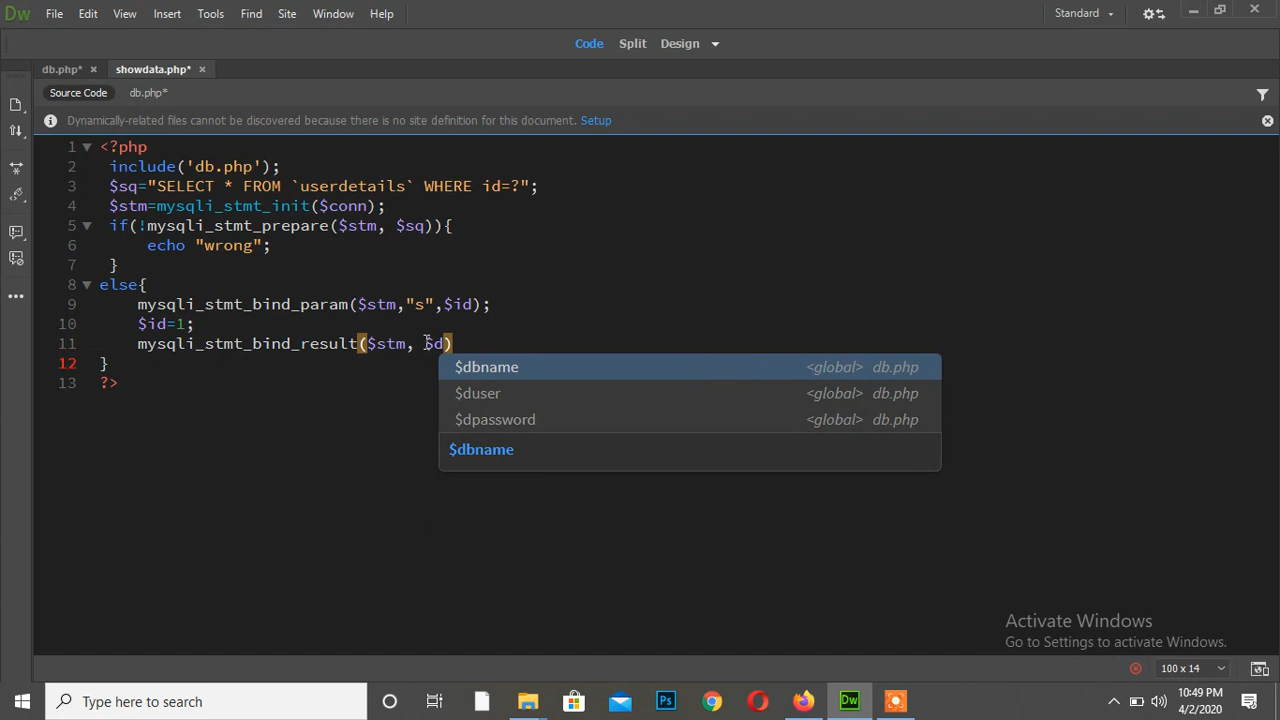 Dw File Edit View Insert Tools Find Site Window Help Standard
Code Split Design
db.php* showdata.php*
Source Code db.php*
Dynamically-related files cannot be discovered because there is no site definition for this document. Setup
1 <?php
2 include('db.php');
3 $sq="SELECT * FROM `userdetails` WHERE id=?";
4 $stm=mysqli_stmt_init($conn);
5 if(!mysqli_stmt_prepare($stm, $sq)){
6 echo "wrong";
7 }
8 else{
9 mysqli_stmt_bind_param($stm,"s",$id);
10 $id=1;
11 mysqli_stmt_bind_result($stm, $d)
12 }
13 ?>
$dbname <global> db.php
$duser <global> db.php
$dpassword <global> db.php
$dbname
Activate Windows
Go to Settings to activate Windows.
100 x 14
Type here to search
Ps
Dw
10:49 PM
4/2/2020